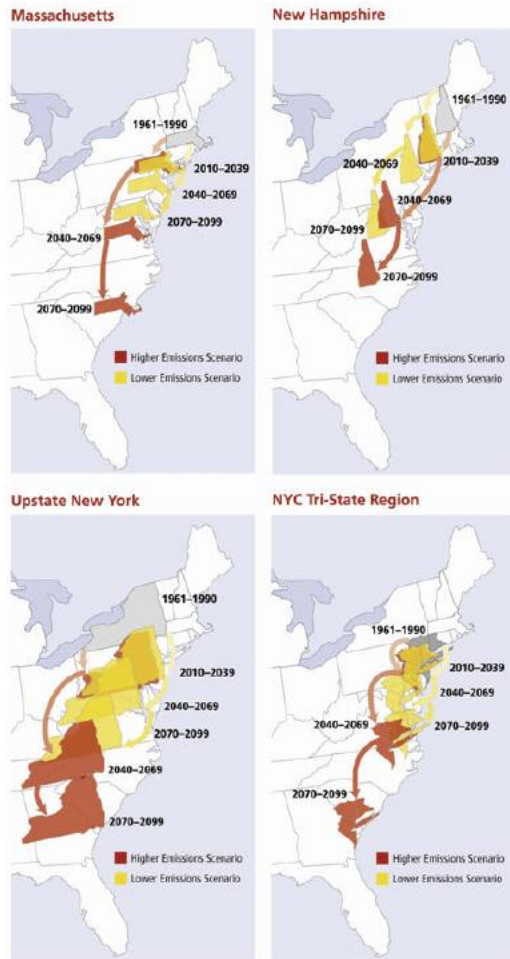 Massachusetts
1961–1990
2010–2039
2040–2069
2070–2099
2040–2069
2070–2099
Higher Emissions Scenario
Lower Emissions Scenario
New Hampshire
1961–1990
2040–2069
2010–2039
2040–2069
2070–2099
2070–2099
Higher Emissions Scenario
Lower Emissions Scenario
Upstate New York
1961–1990
2010–2039
2040–2069
2070–2099
2040–2069
2070–2099
Higher Emissions Scenario
Lower Emissions Scenario
NYC Tri-State Region
1961–1990
2010–2039
2040–2069
2040–2069
2070–2099
2070–2099
Higher Emissions Scenario
Lower Emissions Scenario